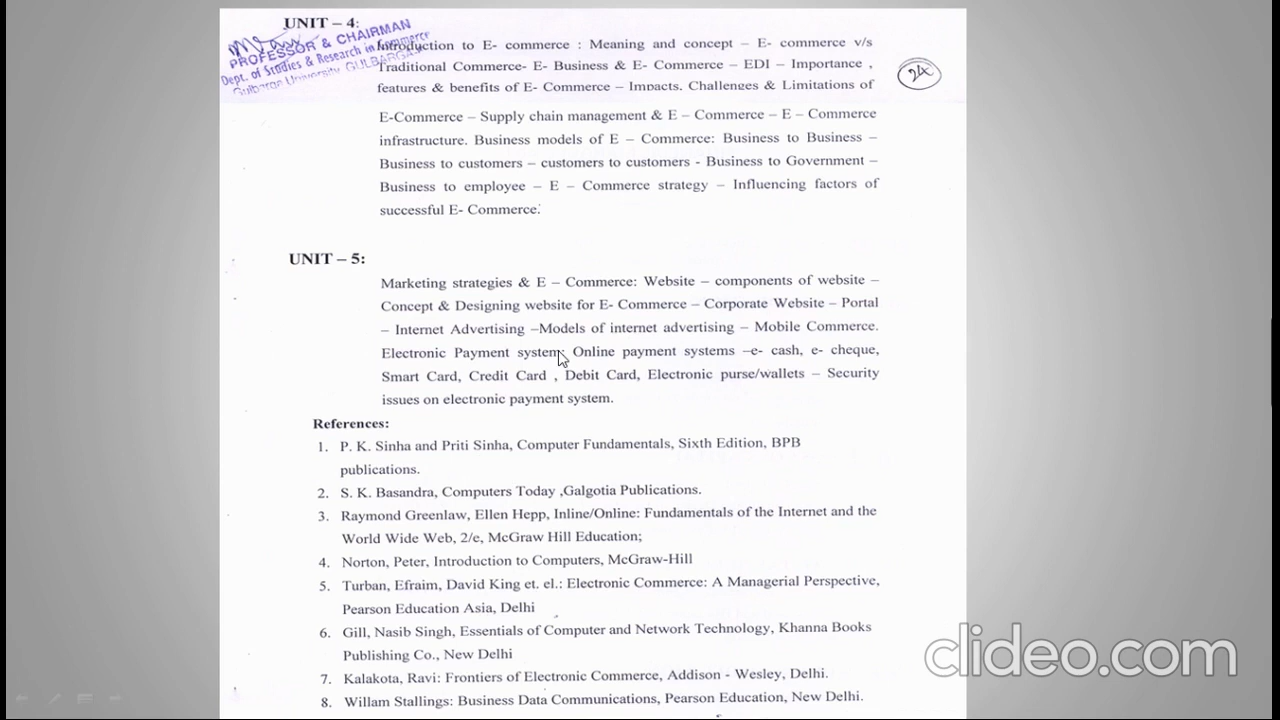 UNIT – 4:
PROFESSOR & CHAIRMAN
Dept. of Studies & Research in Commerce
Gulbarga University GULBARGA
Introduction to E- commerce : Meaning and concept – E- commerce v/s
Traditional Commerce- E- Business & E- Commerce – EDI – Importance ,
features & benefits of E- Commerce – Impacts. Challenges & Limitations of
24
E-Commerce – Supply chain management & E – Commerce – E – Commerce
infrastructure. Business models of E – Commerce: Business to Business –
Business to customers – customers to customers - Business to Government –
Business to employee – E – Commerce strategy – Influencing factors of
successful E- Commerce.
UNIT – 5:
Marketing strategies & E – Commerce: Website – components of website –
Concept & Designing website for E- Commerce – Corporate Website – Portal
– Internet Advertising –Models of internet advertising – Mobile Commerce.
Electronic Payment system: Online payment systems –e- cash, e- cheque,
Smart Card, Credit Card , Debit Card, Electronic purse/wallets – Security
issues on electronic payment system.
References:
1. P. K. Sinha and Priti Sinha, Computer Fundamentals, Sixth Edition, BPB
publications.
2. S. K. Basandra, Computers Today ,Galgotia Publications.
3. Raymond Greenlaw, Ellen Hepp, Inline/Online: Fundamentals of the Internet and the
World Wide Web, 2/e, McGraw Hill Education;
4. Norton, Peter, Introduction to Computers, McGraw-Hill
5. Turban, Efraim, David King et. el.: Electronic Commerce: A Managerial Perspective,
Pearson Education Asia, Delhi
6. Gill, Nasib Singh, Essentials of Computer and Network Technology, Khanna Books
Publishing Co., New Delhi
7. Kalakota, Ravi: Frontiers of Electronic Commerce, Addison - Wesley, Delhi.
8. Willam Stallings: Business Data Communications, Pearson Education, New Delhi.
clideo.com